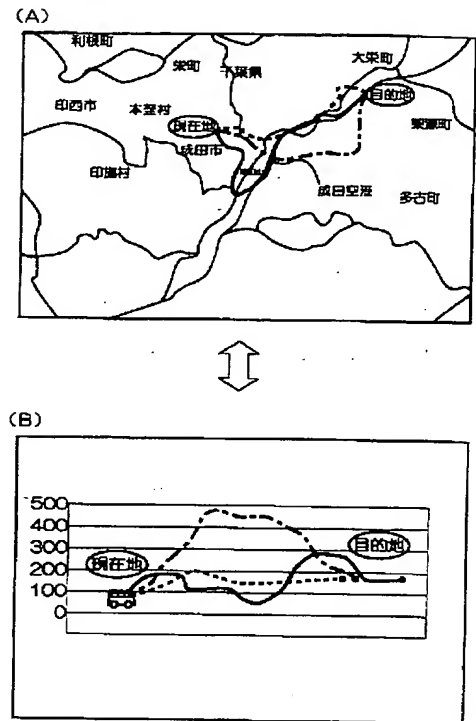 (A)
利根町
栄町
千葉県
大栄町
目的地
印西市
本埜村
現在地
栗源町
成田市
印旛村
成田空港
多古町
(B)
500
400
300
200
100
0
現在地
目的地